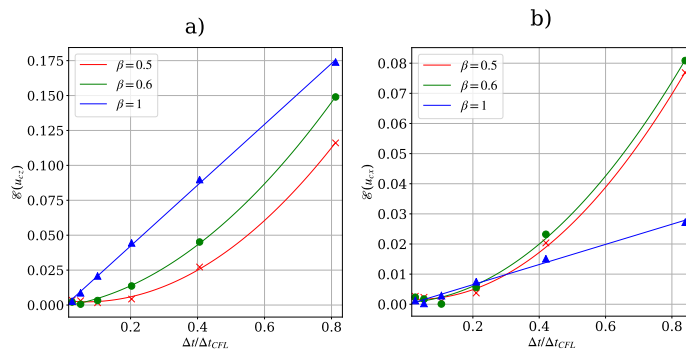 a)
b)
β = 0.5
β = 0.6
β = 1
0.175
0.150
0.125
0.100
0.075
0.050
0.025
0.000
0.2
0.4
0.6
0.8
ℰ(u_cz)
Δt/Δt_CFL
β = 0.5
β = 0.6
β = 1
0.08
0.07
0.06
0.05
0.04
0.03
0.02
0.01
0.00
0.2
0.4
0.6
0.8
ℰ(u_cx)
Δt/Δt_CFL